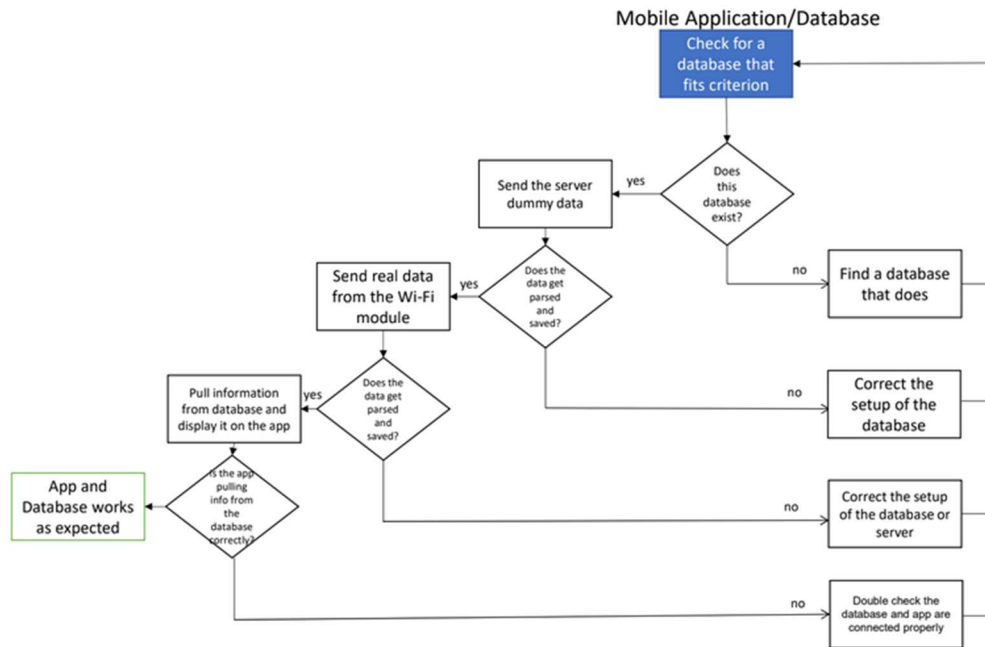 Mobile Application/Database
Check for a
database that
fits criterion
Does
this
database
exist?
yes
Send the server
dummy data
no
Find a database
that does
Does the
data get
parsed
and
saved?
yes
Send real data
from the Wi-Fi
module
no
Correct the
setup of the
database
Does the
data get
parsed
and
saved?
yes
Pull information
from database and
display it on the app
no
Correct the setup
of the database or
server
Is the app
pulling
info from
the
database
correctly?
App and
Database works
as expected
no
Double check the
database and app are
connected properly